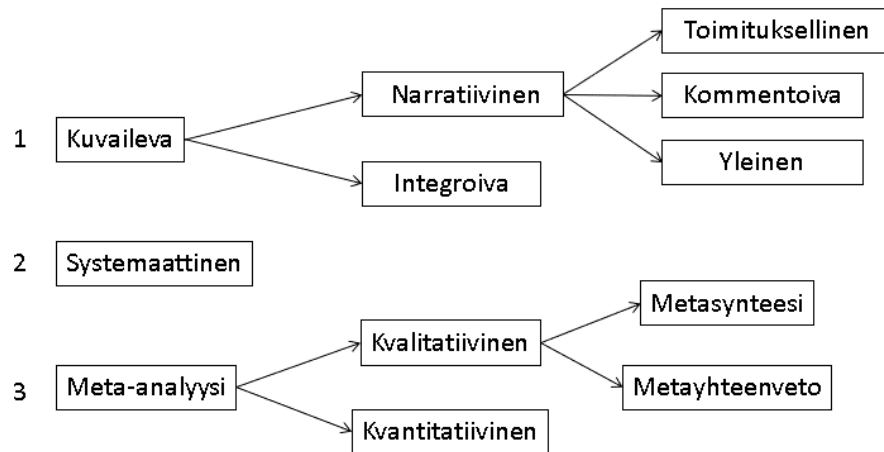 Toimituksellinen
Narratiivinen
Kommentoiva
1 Kuvaileva
Yleinen
Integroiva
2 Systemaattinen
Metasynteesi
Kvalitatiivinen
3 Meta-analyysi
Metayhteenveto
Kvantitatiivinen